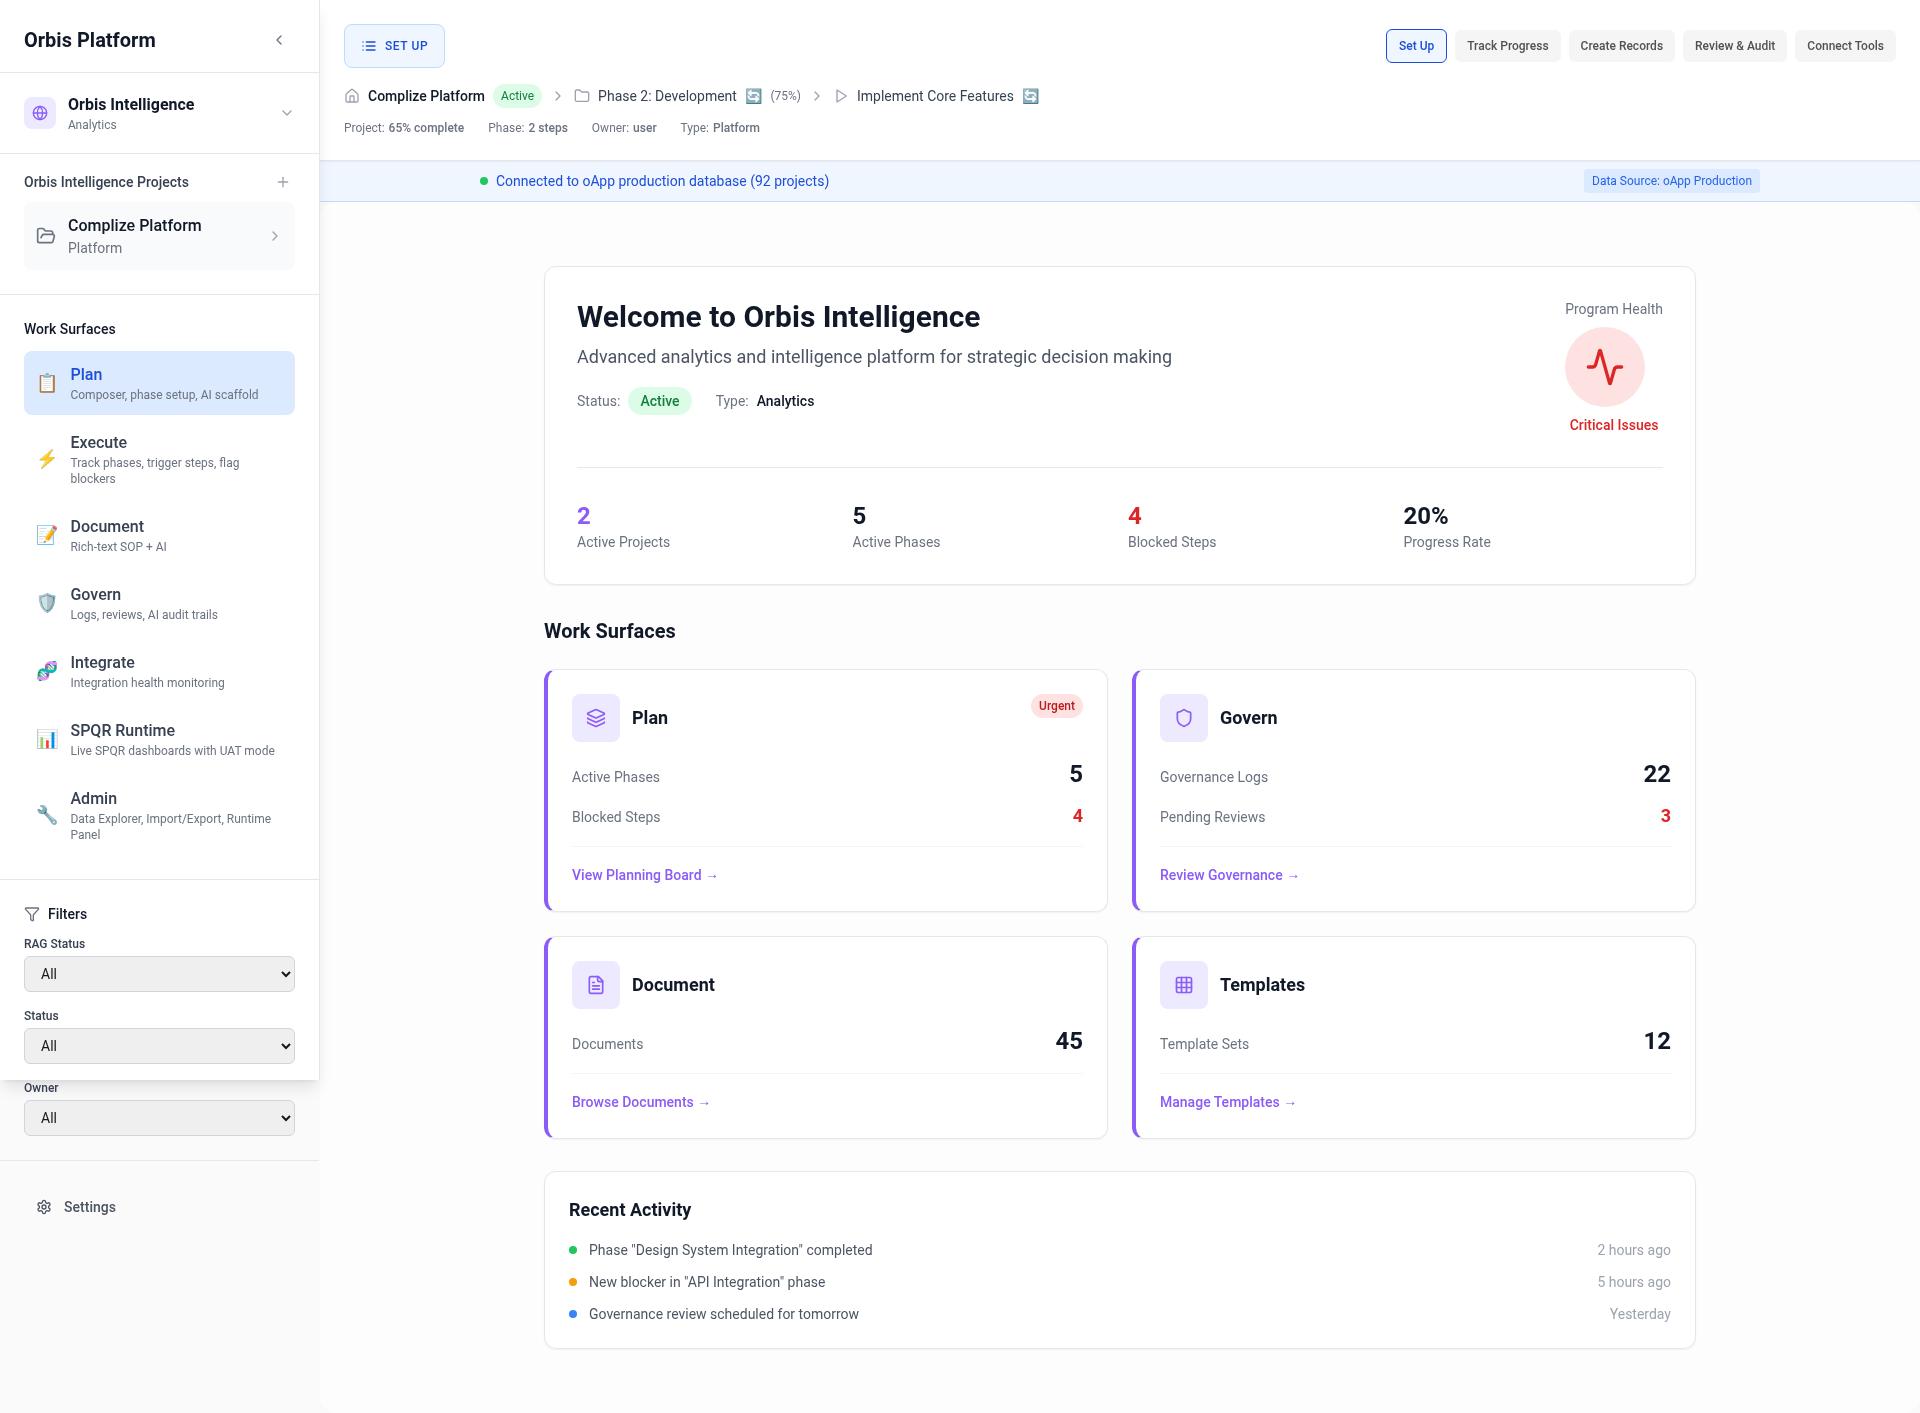 Orbis Platform
Orbis Intelligence
Analytics
Orbis Intelligence Projects
Complize Platform
Platform
Work Surfaces
Plan
Composer, phase setup, AI scaffold
Execute
Track phases, trigger steps, flag
blockers
Document
Rich-text SOP + AI
Govern
Logs, reviews, AI audit trails
Integrate
Integration health monitoring
SPQR Runtime
Live SPQR dashboards with UAT mode
Admin
Data Explorer, Import/Export, Runtime
Panel
Filters
RAG Status
All
Status
All
Owner
All
Settings
SET UP
Set Up Track Progress Create Records Review & Audit Connect Tools
Complize Platform Active Phase 2: Development (75%) Implement Core Features
Project: 65% complete Phase: 2 steps Owner: user Type: Platform
Connected to oApp production database (92 projects) Data Source: oApp Production
Welcome to Orbis Intelligence
Advanced analytics and intelligence platform for strategic decision making
Status: Active Type: Analytics
Program Health
Critical Issues
2 5 4 20%
Active Projects Active Phases Blocked Steps Progress Rate
Work Surfaces
Plan Urgent
Active Phases 5
Blocked Steps 4
View Planning Board →
Govern
Governance Logs 22
Pending Reviews 3
Review Governance →
Document
Documents 45
Browse Documents →
Templates
Template Sets 12
Manage Templates →
Recent Activity
Phase "Design System Integration" completed 2 hours ago
New blocker in "API Integration" phase 5 hours ago
Governance review scheduled for tomorrow Yesterday